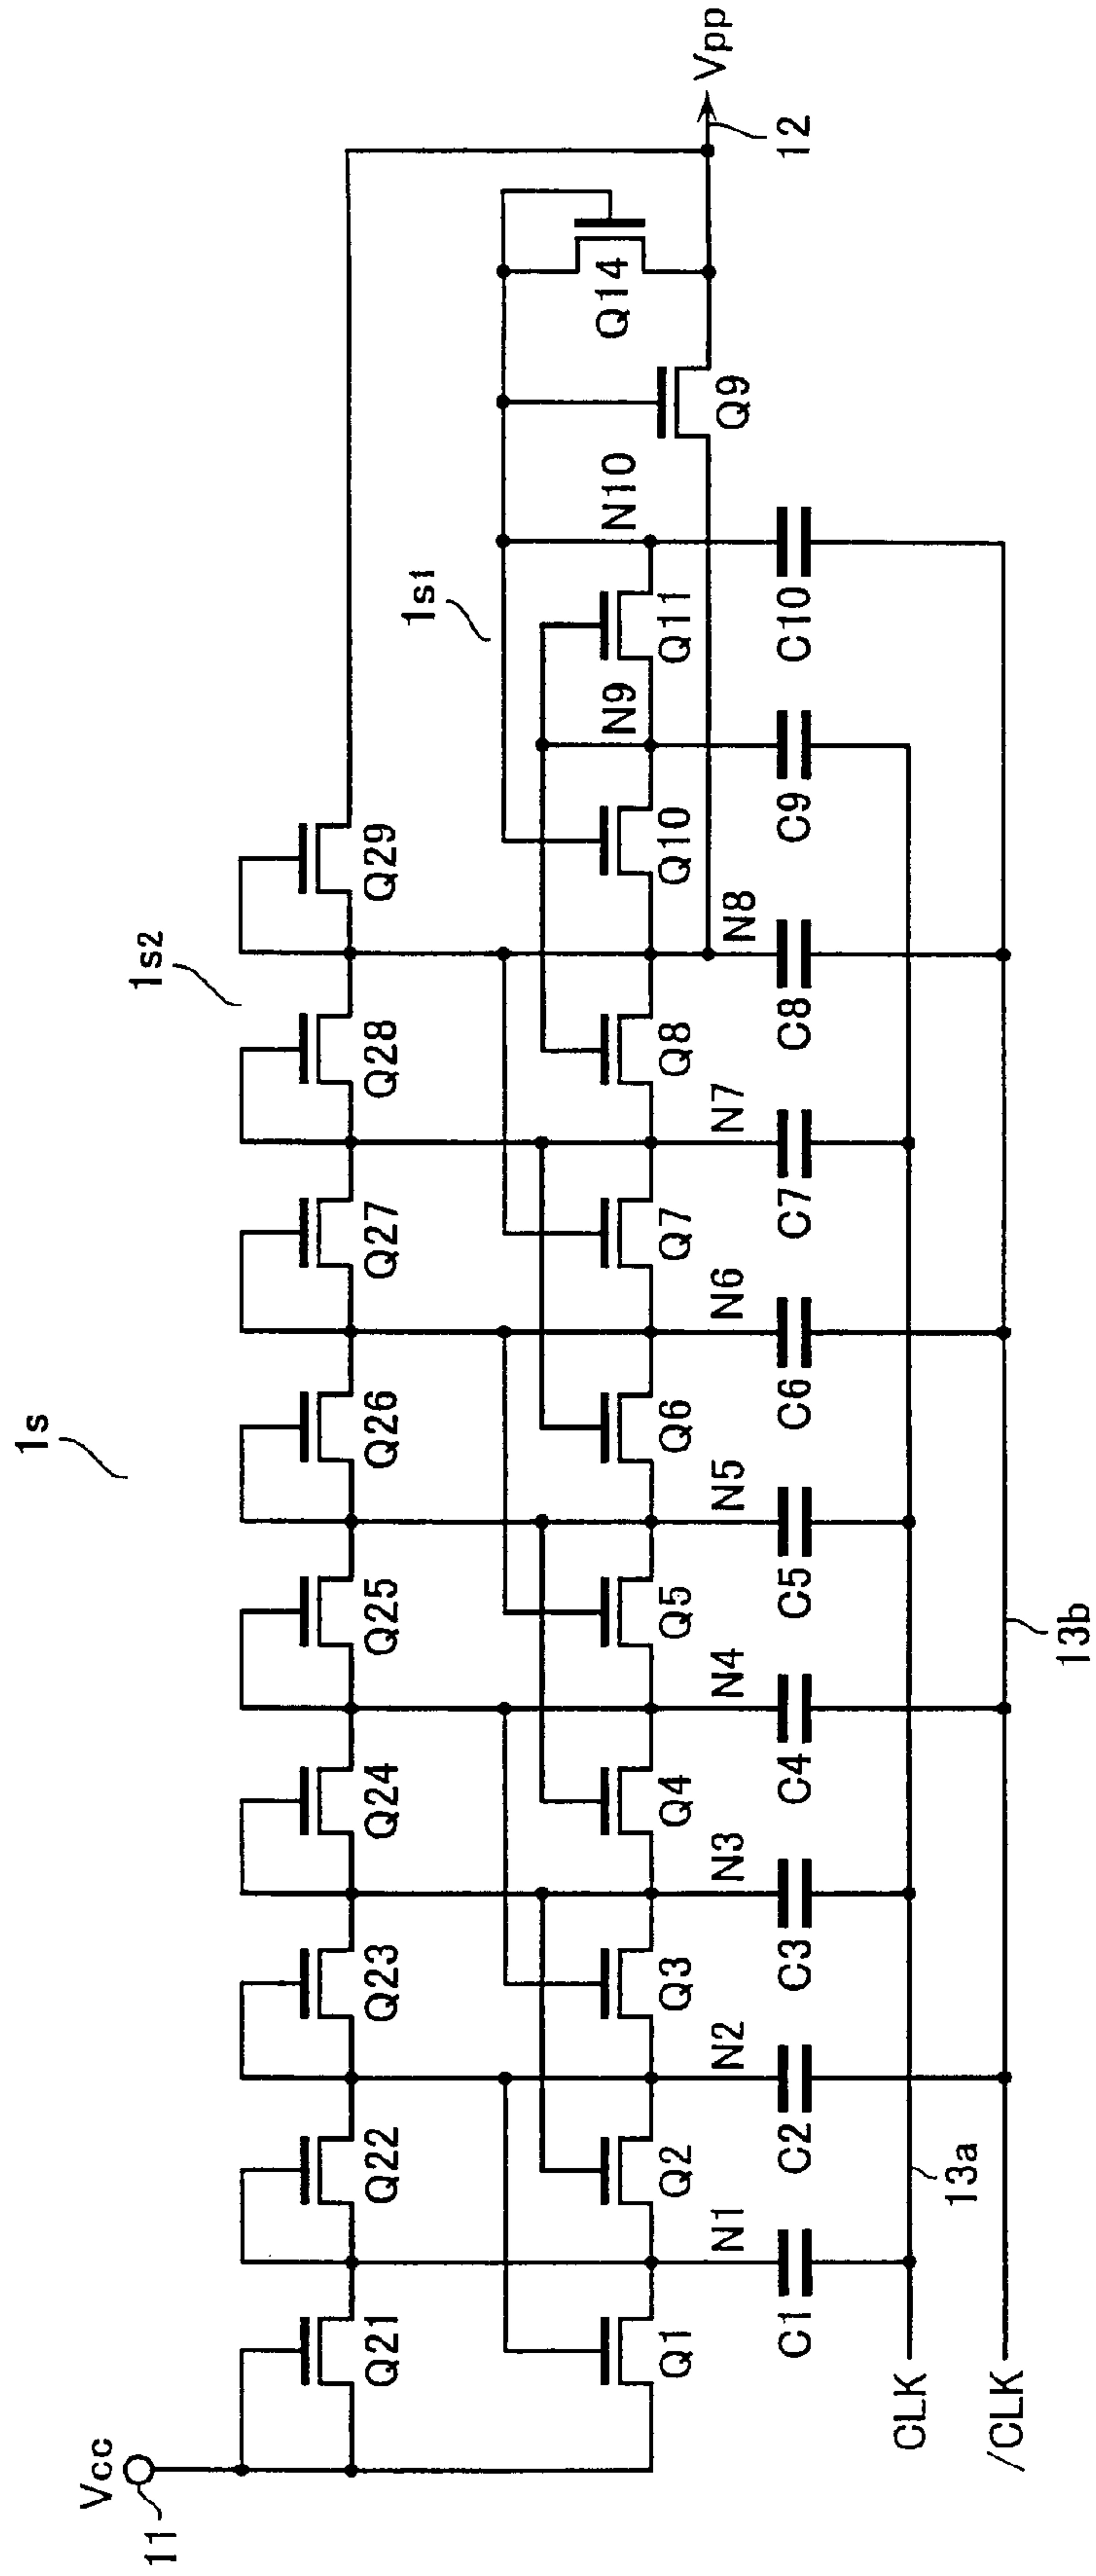 1s
1s2
1s1
Vcc
11
Q21
Q22
Q23
Q24
Q25
Q26
Q27
Q28
Q29
Q1
Q2
Q3
Q4
Q5
Q6
Q7
Q8
Q10
Q11
Q9
Q14
N1
N2
N3
N4
N5
N6
N7
N8
N9
N10
C1
C2
C3
C4
C5
C6
C7
C8
C9
C10
Vpp
12
CLK
13a
/CLK
13b